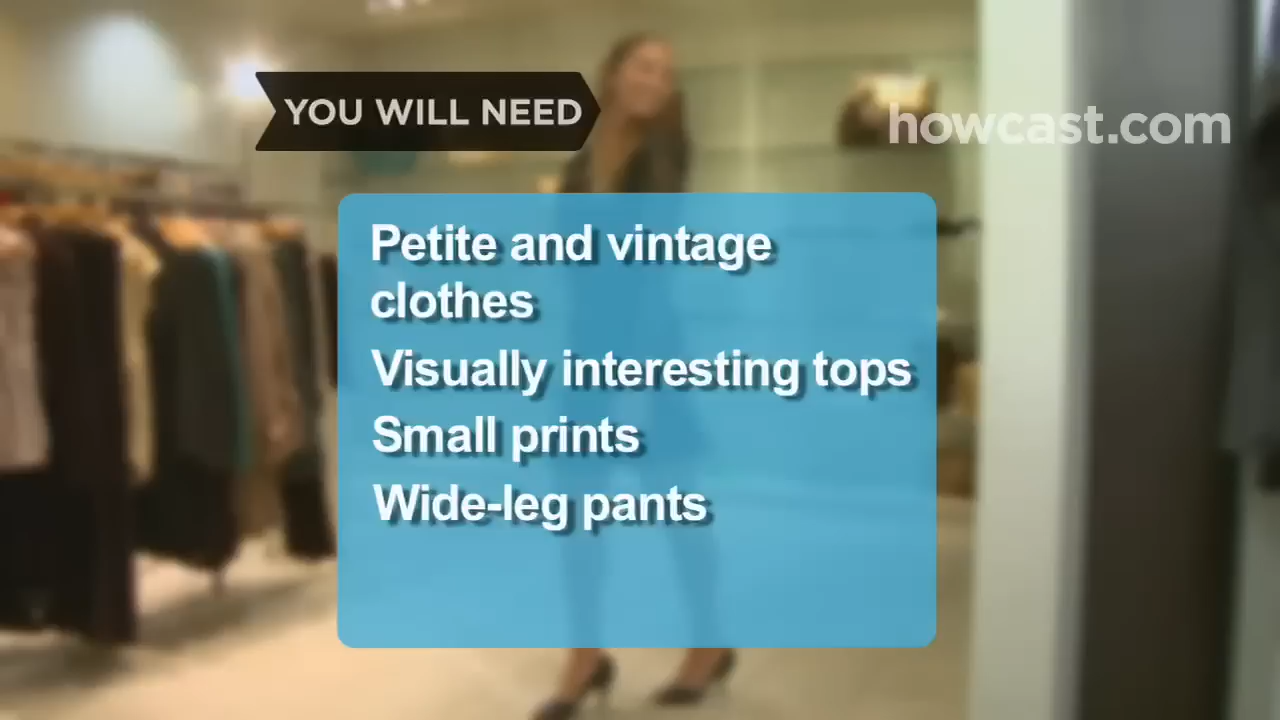 YOU WILL NEED
howcast.com
Petite and vintage
clothes
Visually interesting tops
Small prints
Wide-leg pants